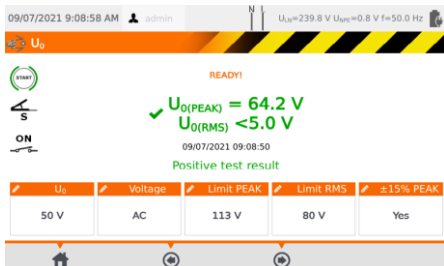 09/07/2021 9:08:58 AM admin N U_LN=239.8 V U_NPE=0.8 V f=50.0 Hz
U₀
START
READY!
S
U₀(PEAK) = 64.2 V
U₀(RMS) <5.0 V
ON
09/07/2021 09:08:50
Positive test result
U₀ Voltage Limit PEAK Limit RMS ±15% PEAK
50 V AC 113 V 80 V Yes